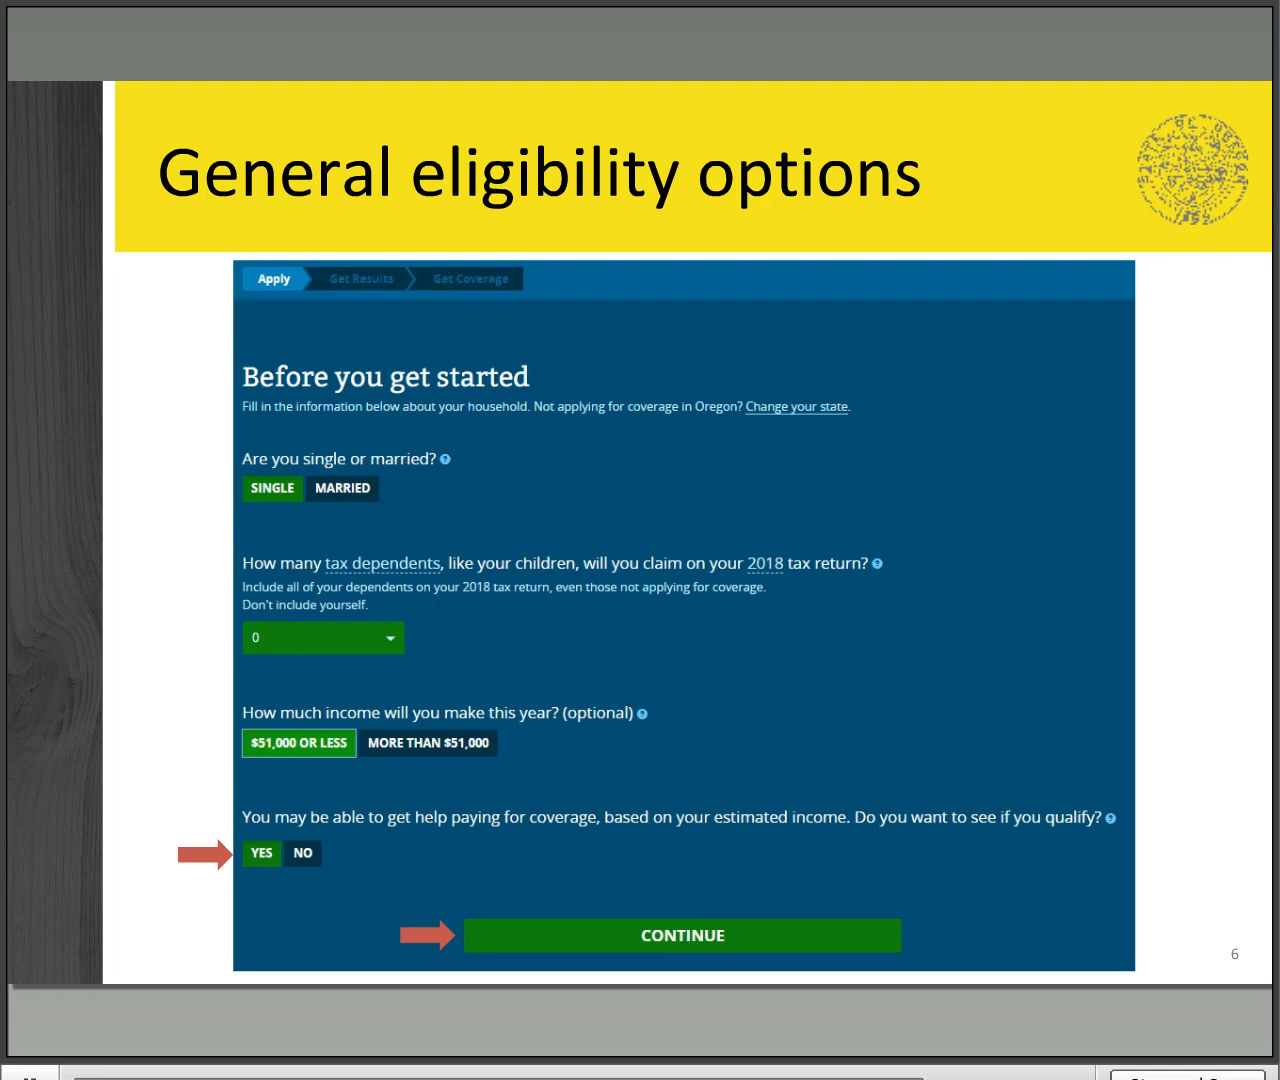 General eligibility options
Apply
Get Results
Get Coverage
Before you get started
Fill in the information below about your household. Not applying for coverage in Oregon? Change your state.
Are you single or married?
SINGLE
MARRIED
How many tax dependents, like your children, will you claim on your 2018 tax return?
Include all of your dependents on your 2018 tax return, even those not applying for coverage.
Don't include yourself.
0
How much income will you make this year? (optional)
$51,000 OR LESS
MORE THAN $51,000
You may be able to get help paying for coverage, based on your estimated income. Do you want to see if you qualify?
YES
NO
CONTINUE
6